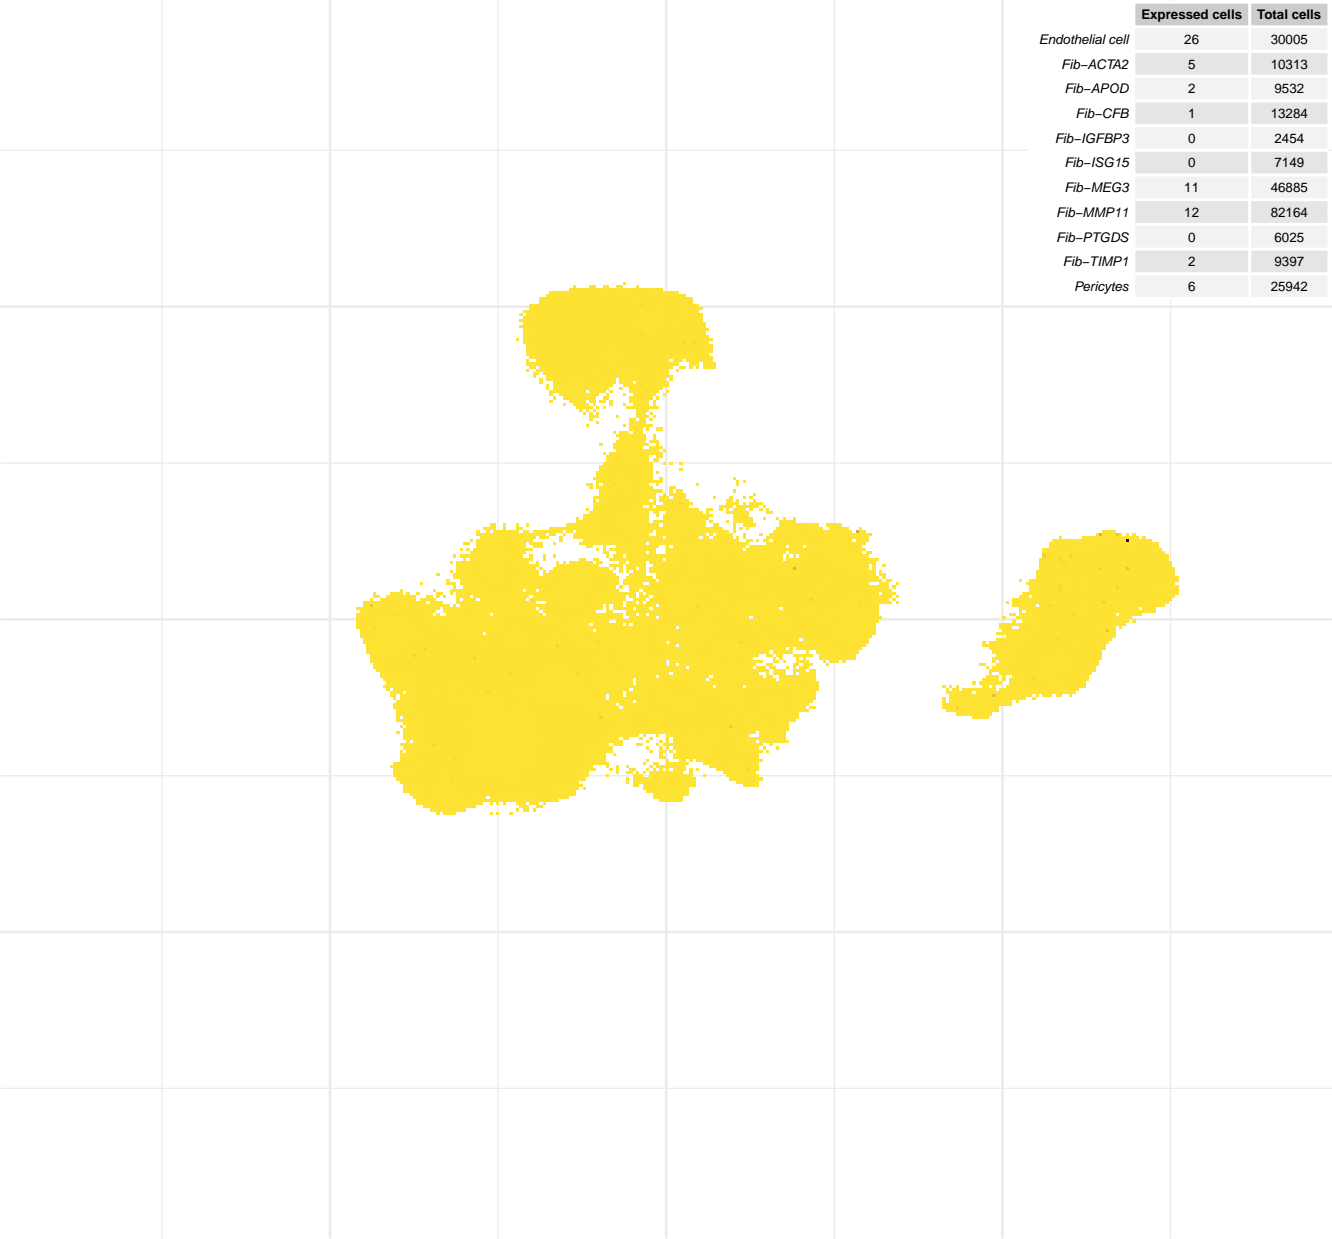 Expressed cells Total cells
Endothelial cell 26 30005
Fib−ACTA2 5 10313
Fib−APOD 2 9532
Fib−CFB 1 13284
Fib−IGFBP3 0 2454
Fib−ISG15 0 7149
Fib−MEG3 11 46885
Fib−MMP11 12 82164
Fib−PTGDS 0 6025
Fib−TIMP1 2 9397
Pericytes 6 25942